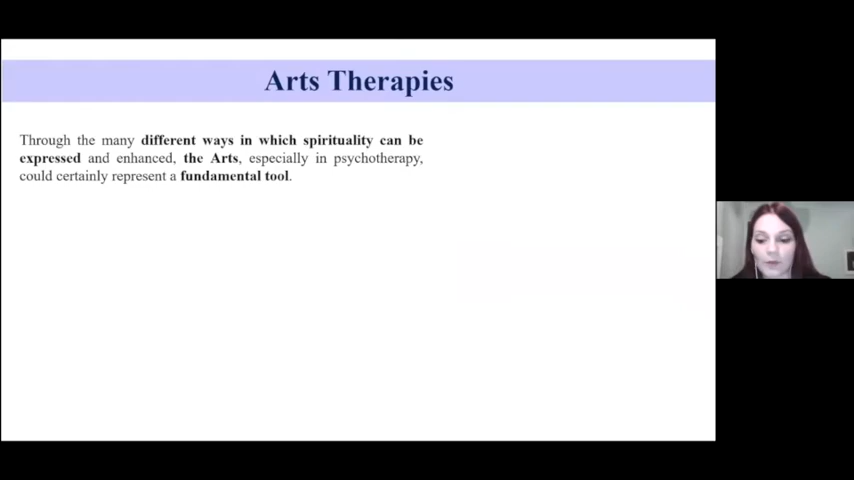 Arts Therapies
Through the many different ways in which spirituality can be
expressed and enhanced, the Arts, especially in psychotherapy,
could certainly represent a fundamental tool.